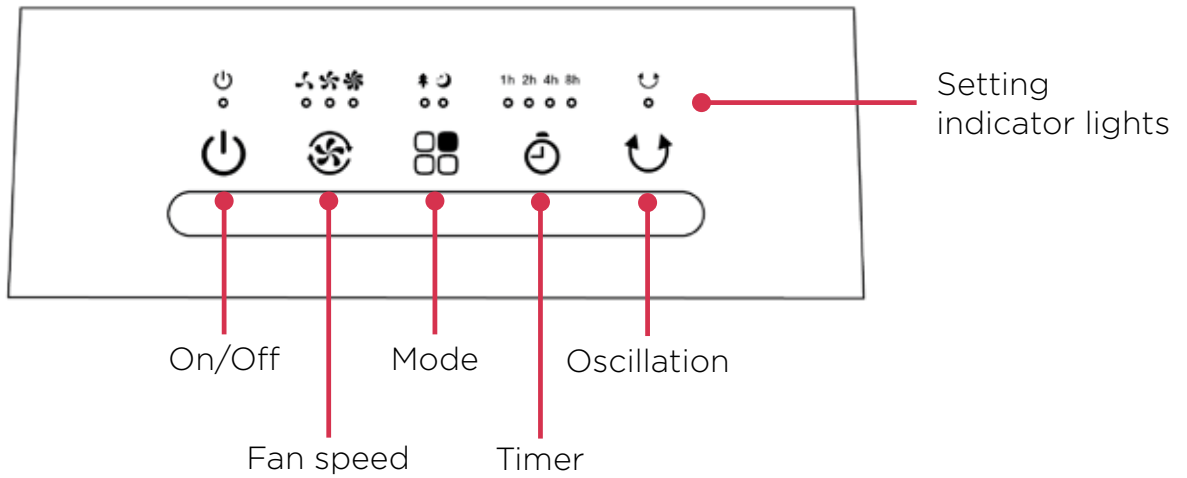 1h 2h 4h 8h
Setting
indicator lights
On/Off
Mode
Oscillation
Fan speed
Timer